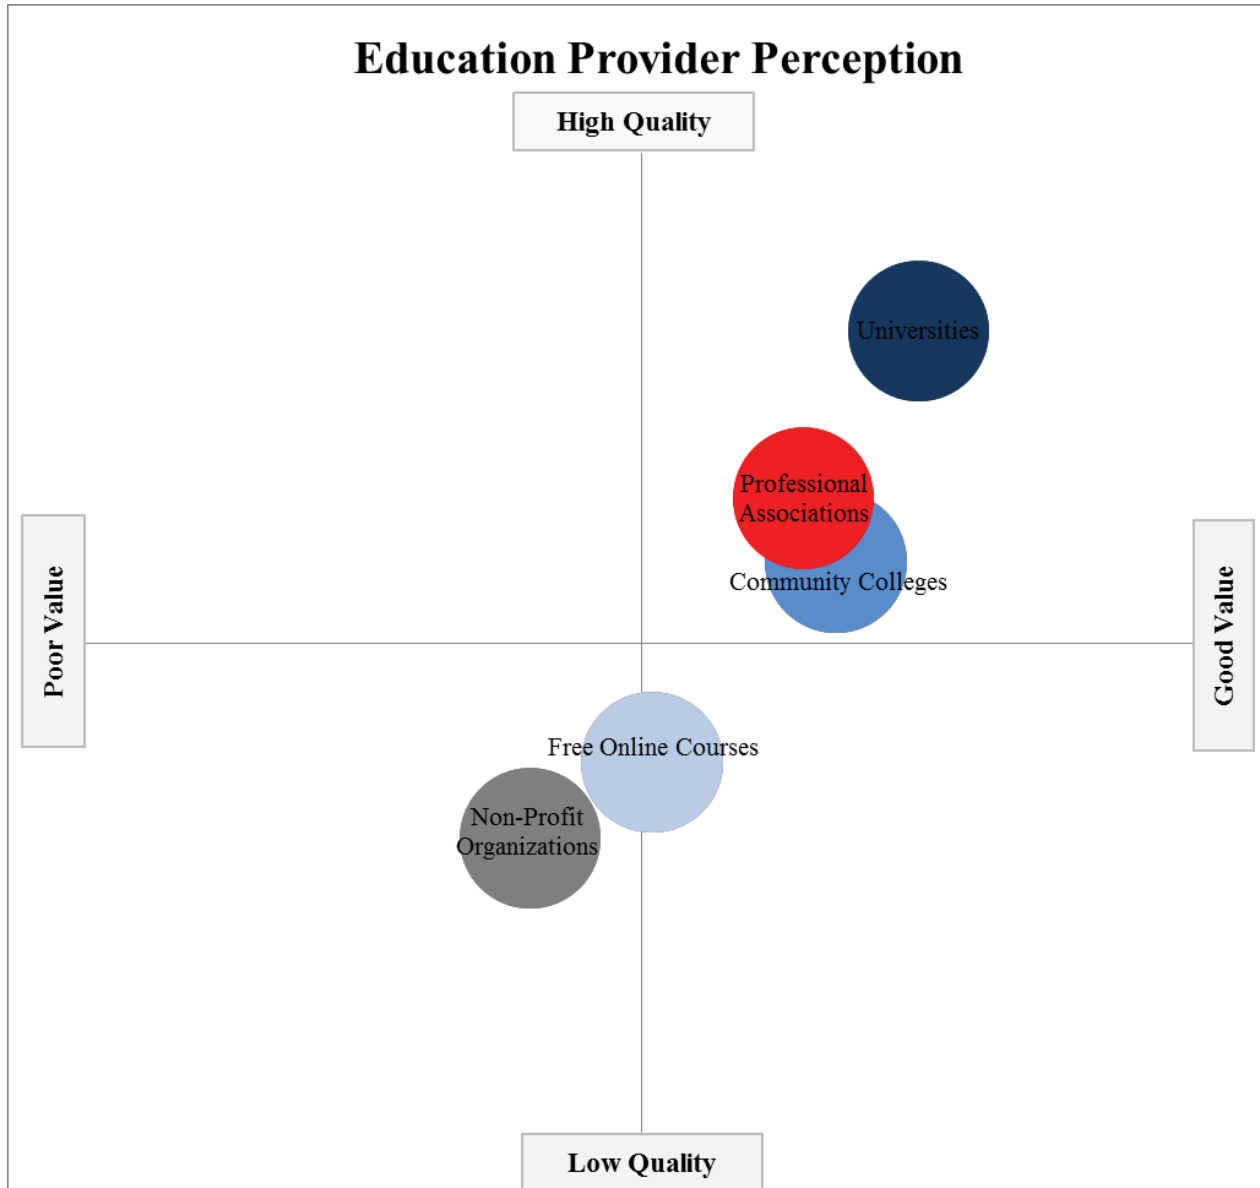 Education Provider Perception
High Quality
Universities
Professional
Associations
Community Colleges
Poor Value
Good Value
Free Online Courses
Non-Profit
Organizations
Low Quality